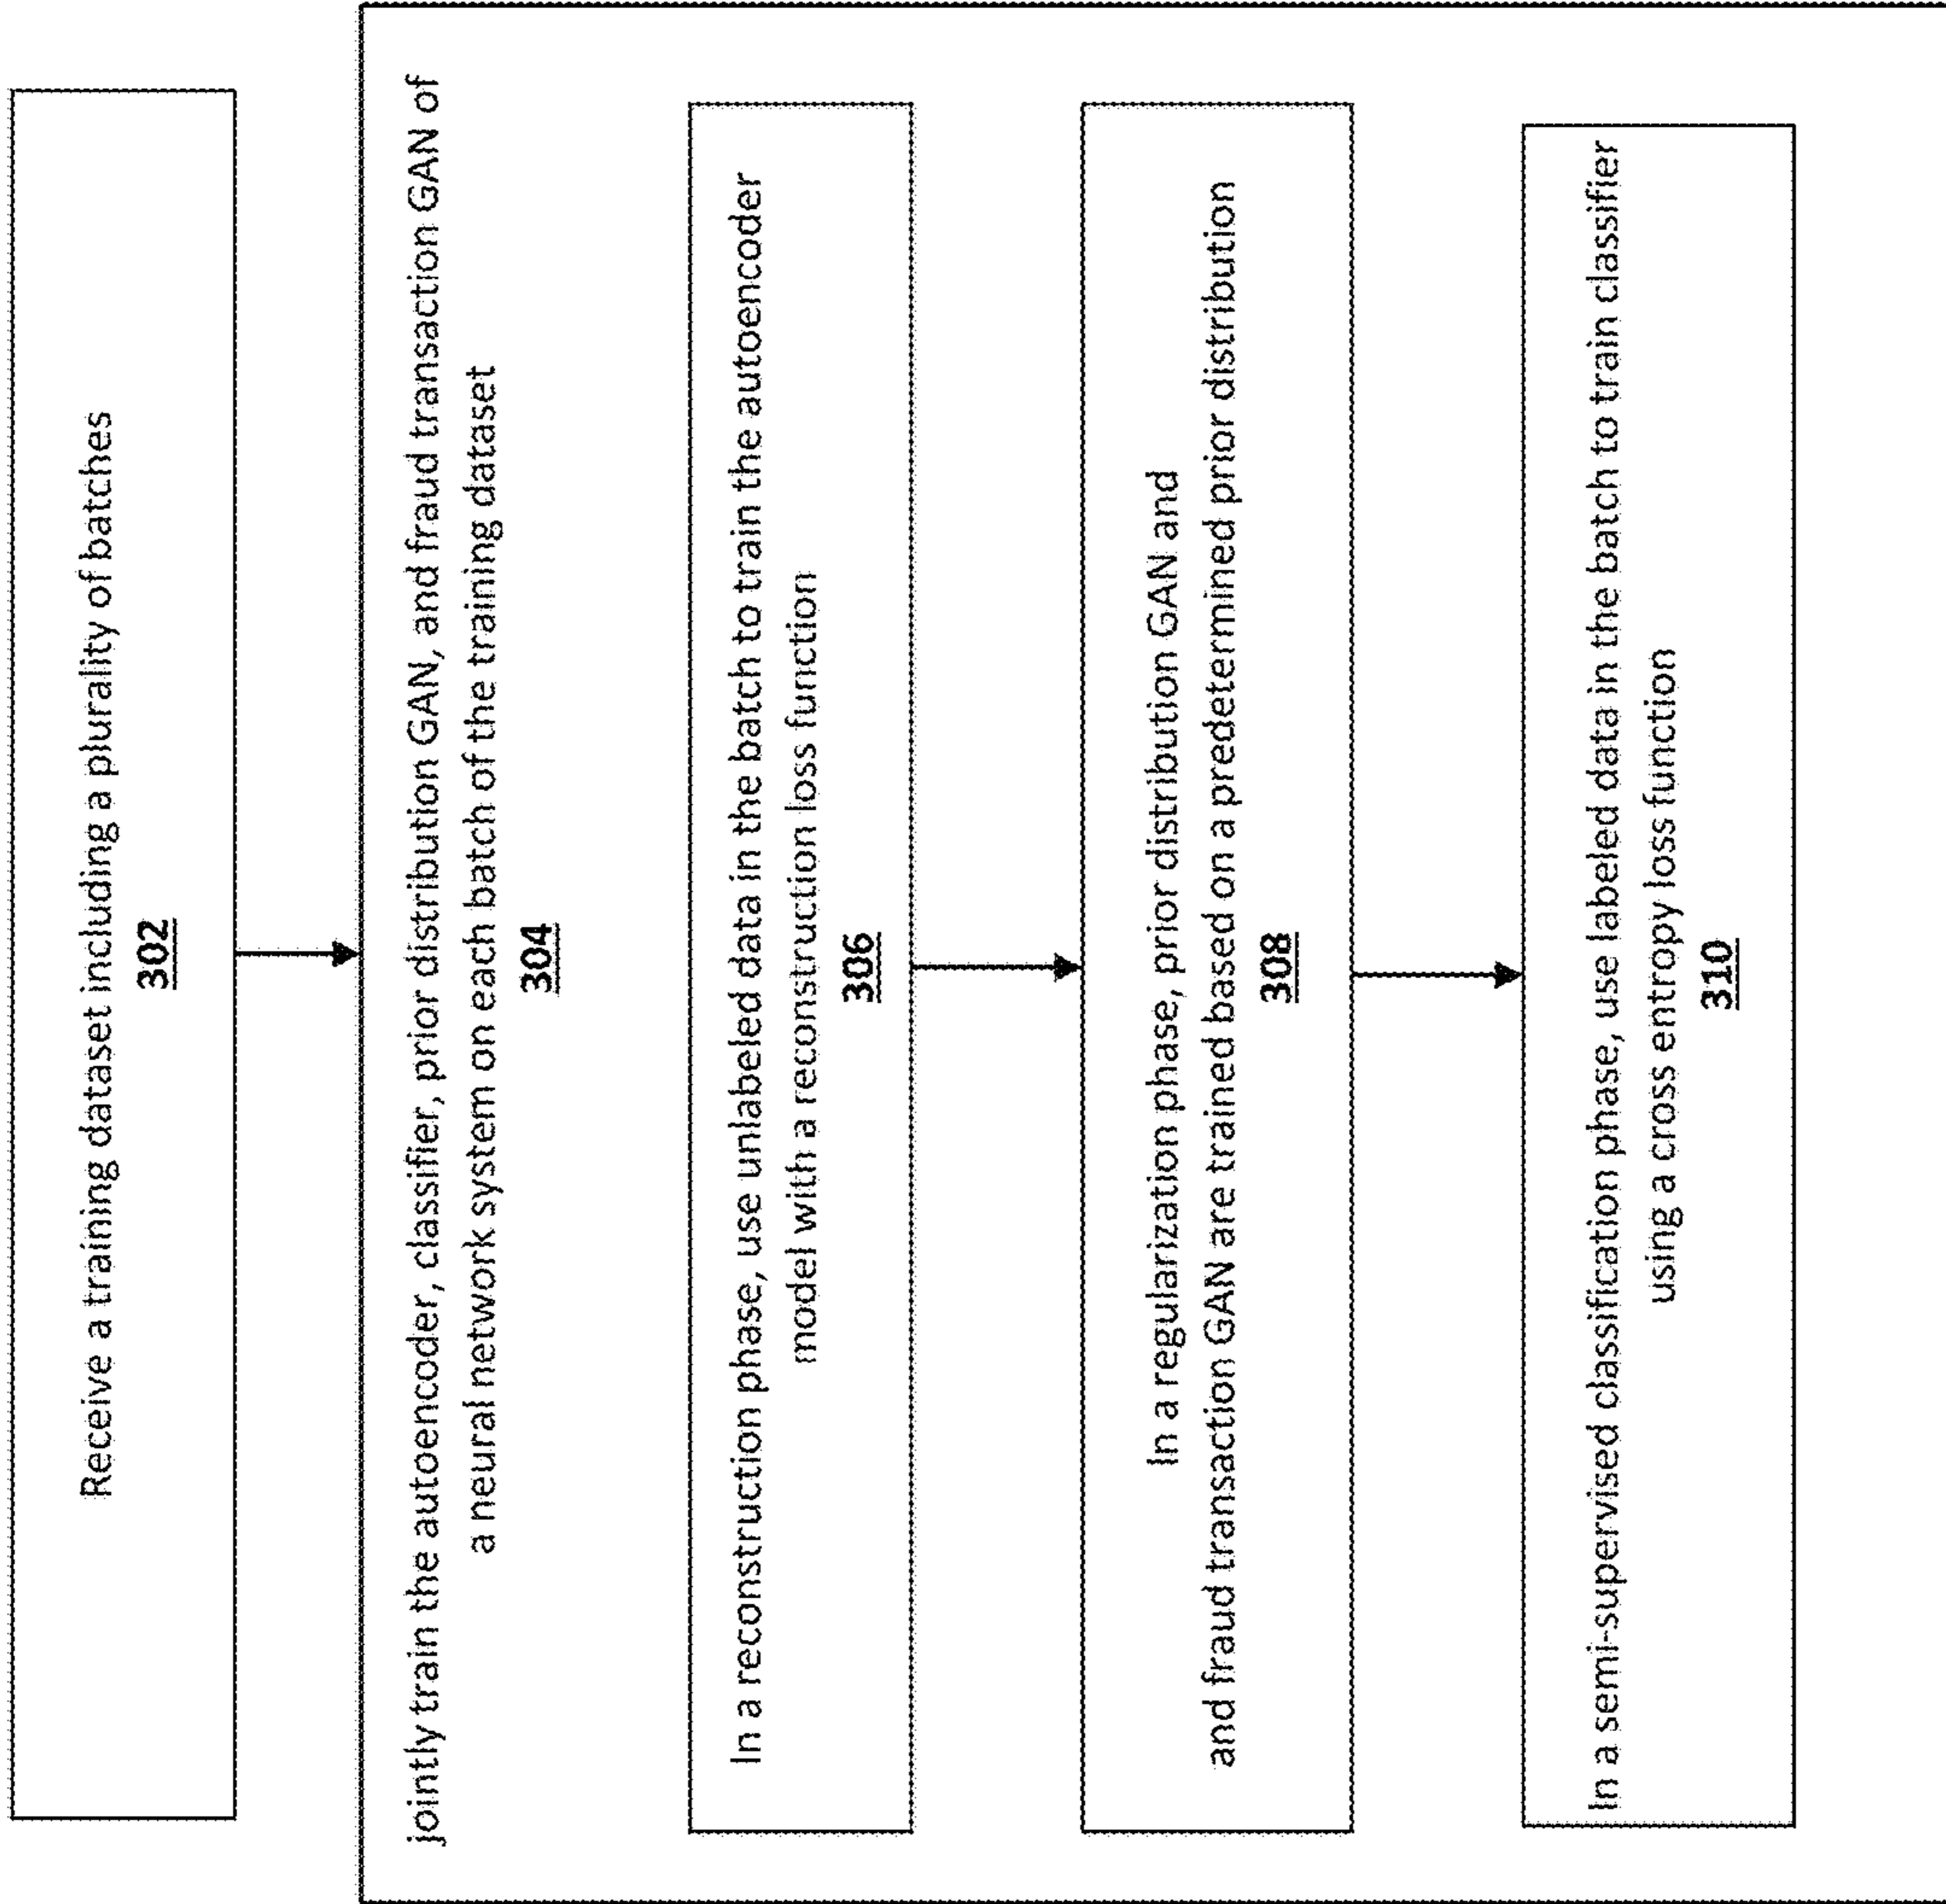 Receive a training dataset including a plurality of batches
302
jointly train the autoencoder, classifier, prior distribution GAN, and fraud transaction GAN of
a neural network system on each batch of the training dataset
304
In a reconstruction phase, use unlabeled data in the batch to train the autoencoder
model with a reconstruction loss function
306
In a regularization phase, prior distribution GAN and
and fraud transaction GAN are trained based on a predetermined prior distribution
308
In a semi-supervised classification phase, use labeled data in the batch to train classifier
using a cross entropy loss function
310